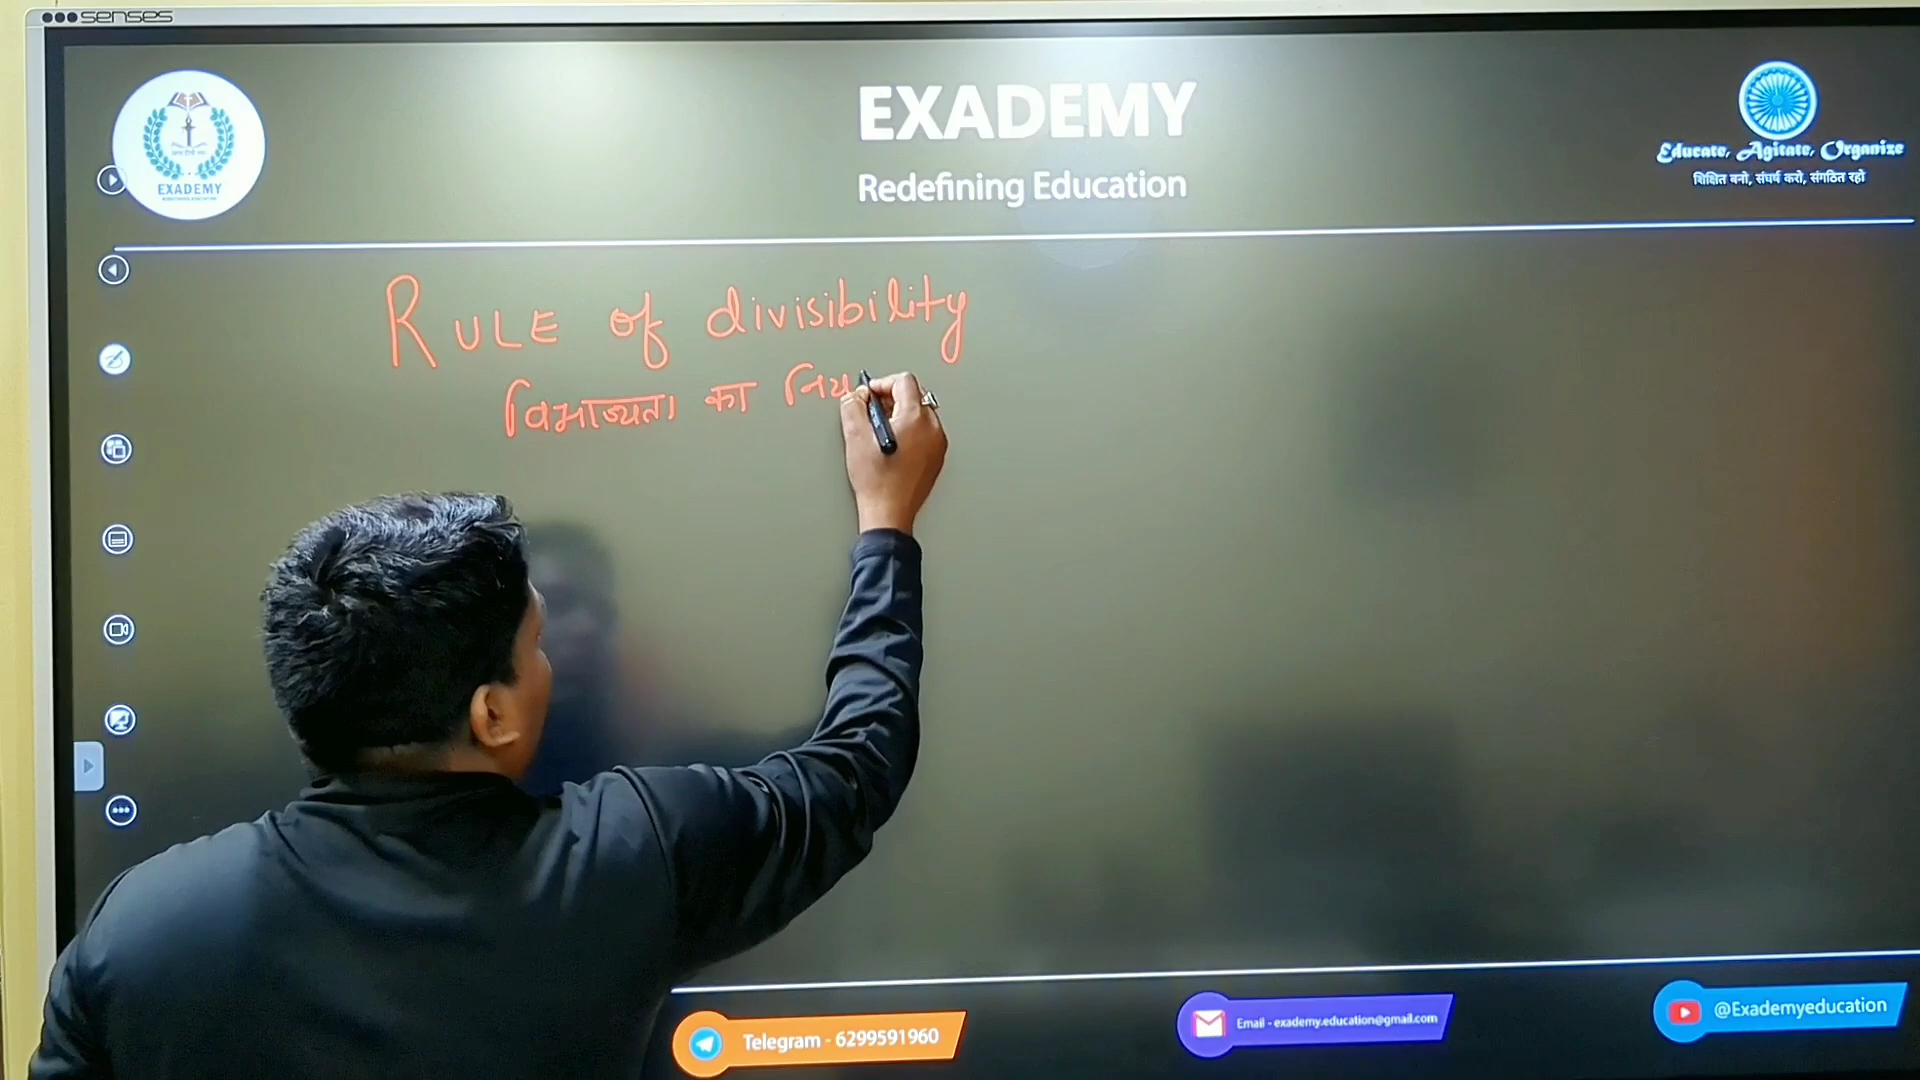 senses
EXADEMY
Redefining Education
EXADEMY
Educate, Agitate, Organize
शिक्षित बनो, संघर्ष करो, संगठित रहो
RULE of divisibility
विभाज्यता का निय
Telegram - 6299591960
Email - exademy.education@gmail.com
@Exademyeducation